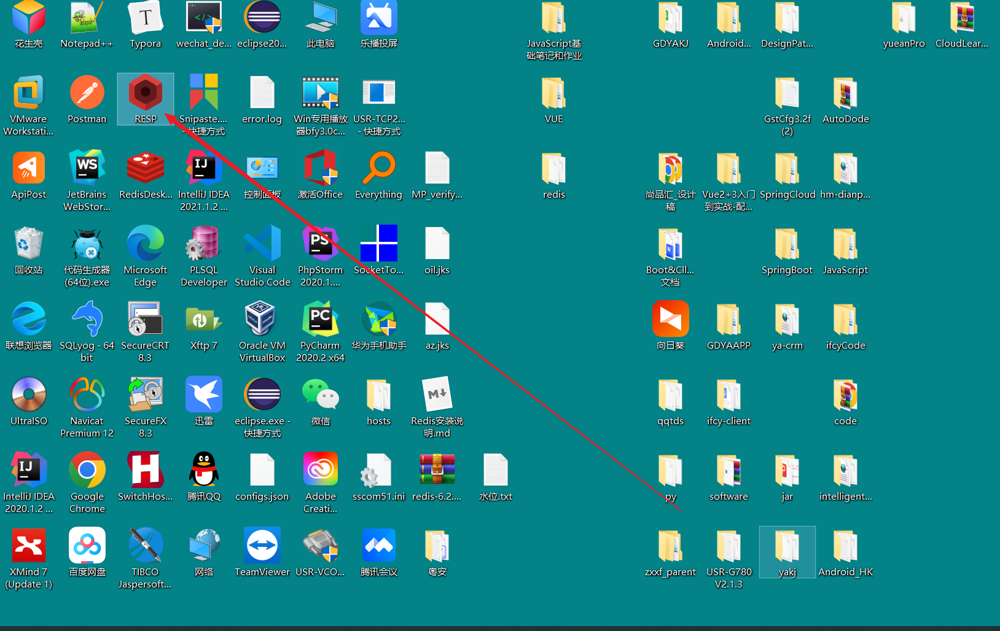 花生壳
Notepad++
Typora
wechat_de...
eclipse20...
此电脑
乐播投屏
JavaScript基
础笔记和作业
GDYAKJ
Android...
DesignPat...
yueanPro
CloudLear...
VMware
Workstati...
Postman
RESP
Snipaste....
- 快捷方式
error.log
Win专用播放
器bfy3.0c...
USR-TCP2...
- 快捷方式
VUE
GstCfg3.2f
(2)
AutoDode
ApiPost
WS
JetBrains
WebStor...
RedisDesk...
IJ
IntelliJ IDEA
2021.1.2 ...
控制面板
激活Office
Everything
MP_verify...
redis
尚品汇_设计
稿
Vue2+3入门
到实战-配...
SpringCloud
hm-dianp...
回收站
代码生成器
(64位).exe
Microsoft
Edge
PLSQL
Developer
Visual
Studio Code
PS
PhpStorm
2020.1....
SocketTo...
oil.jks
Boot&Cll...
文档
SpringBoot
JavaScript
联想浏览器
SQLyog - 64
bit
SecureCRT
8.3
Xftp 7
Oracle VM
VirtualBox
PC
PyCharm
2020.2 x64
华为手机助手
az.jks
向日葵
GDYAAPP
ya-crm
ifcyCode
UltraISO
Navicat
Premium 12
SecureFX
8.3
迅雷
eclipse.exe -
快捷方式
微信
hosts
M↓
Redis安装说
明.md
qqtds
ifcy-client
code
IJ
IntelliJ IDEA
2020.1.2 ...
Google
Chrome
H
SwitchHos...
腾讯QQ
configs.json
Adobe
Creati...
sscom51.ini
redis-6.2....
水位.txt
py
software
jar
intelligent...
XMind 7
(Update 1)
百度网盘
TIBCO
Jaspersoft...
网络
TeamViewer
USR-VCO...
腾讯会议
粤安
zxxf_parent
USR-G780
V2.1.3
yakj
Android_HK